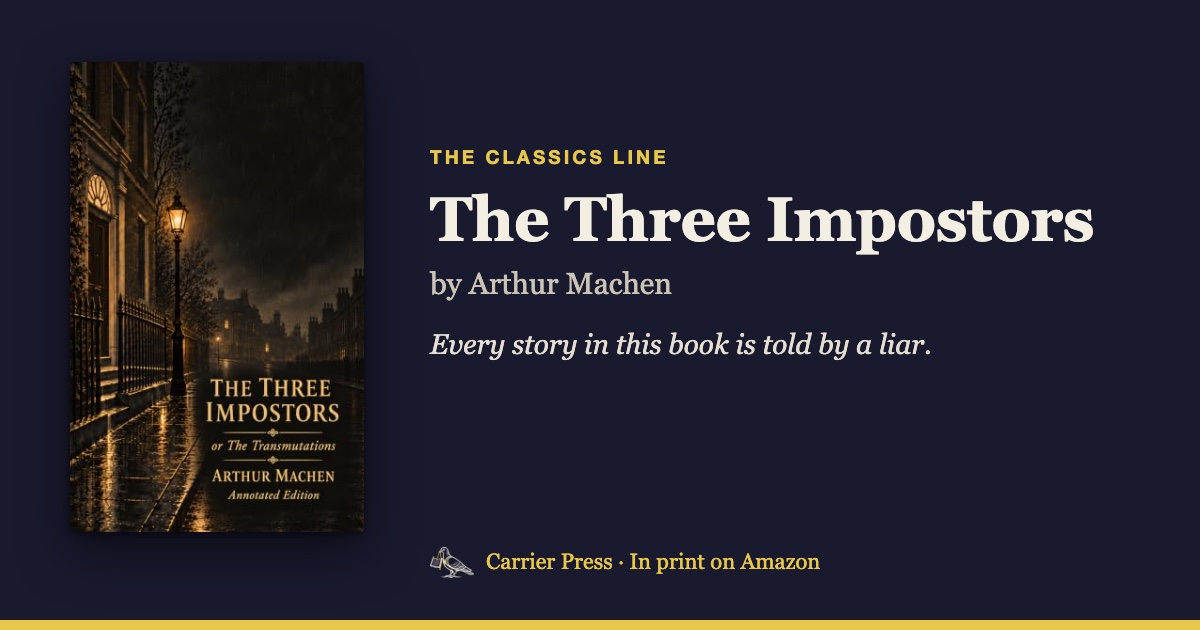 THE CLASSICS LINE
The Three Impostors
by Arthur Machen
Every story in this book is told by a liar.
THE THREE
IMPOSTORS
or The Transmutations
ARTHUR MACHEN
Annotated Edition
Carrier Press · In print on Amazon